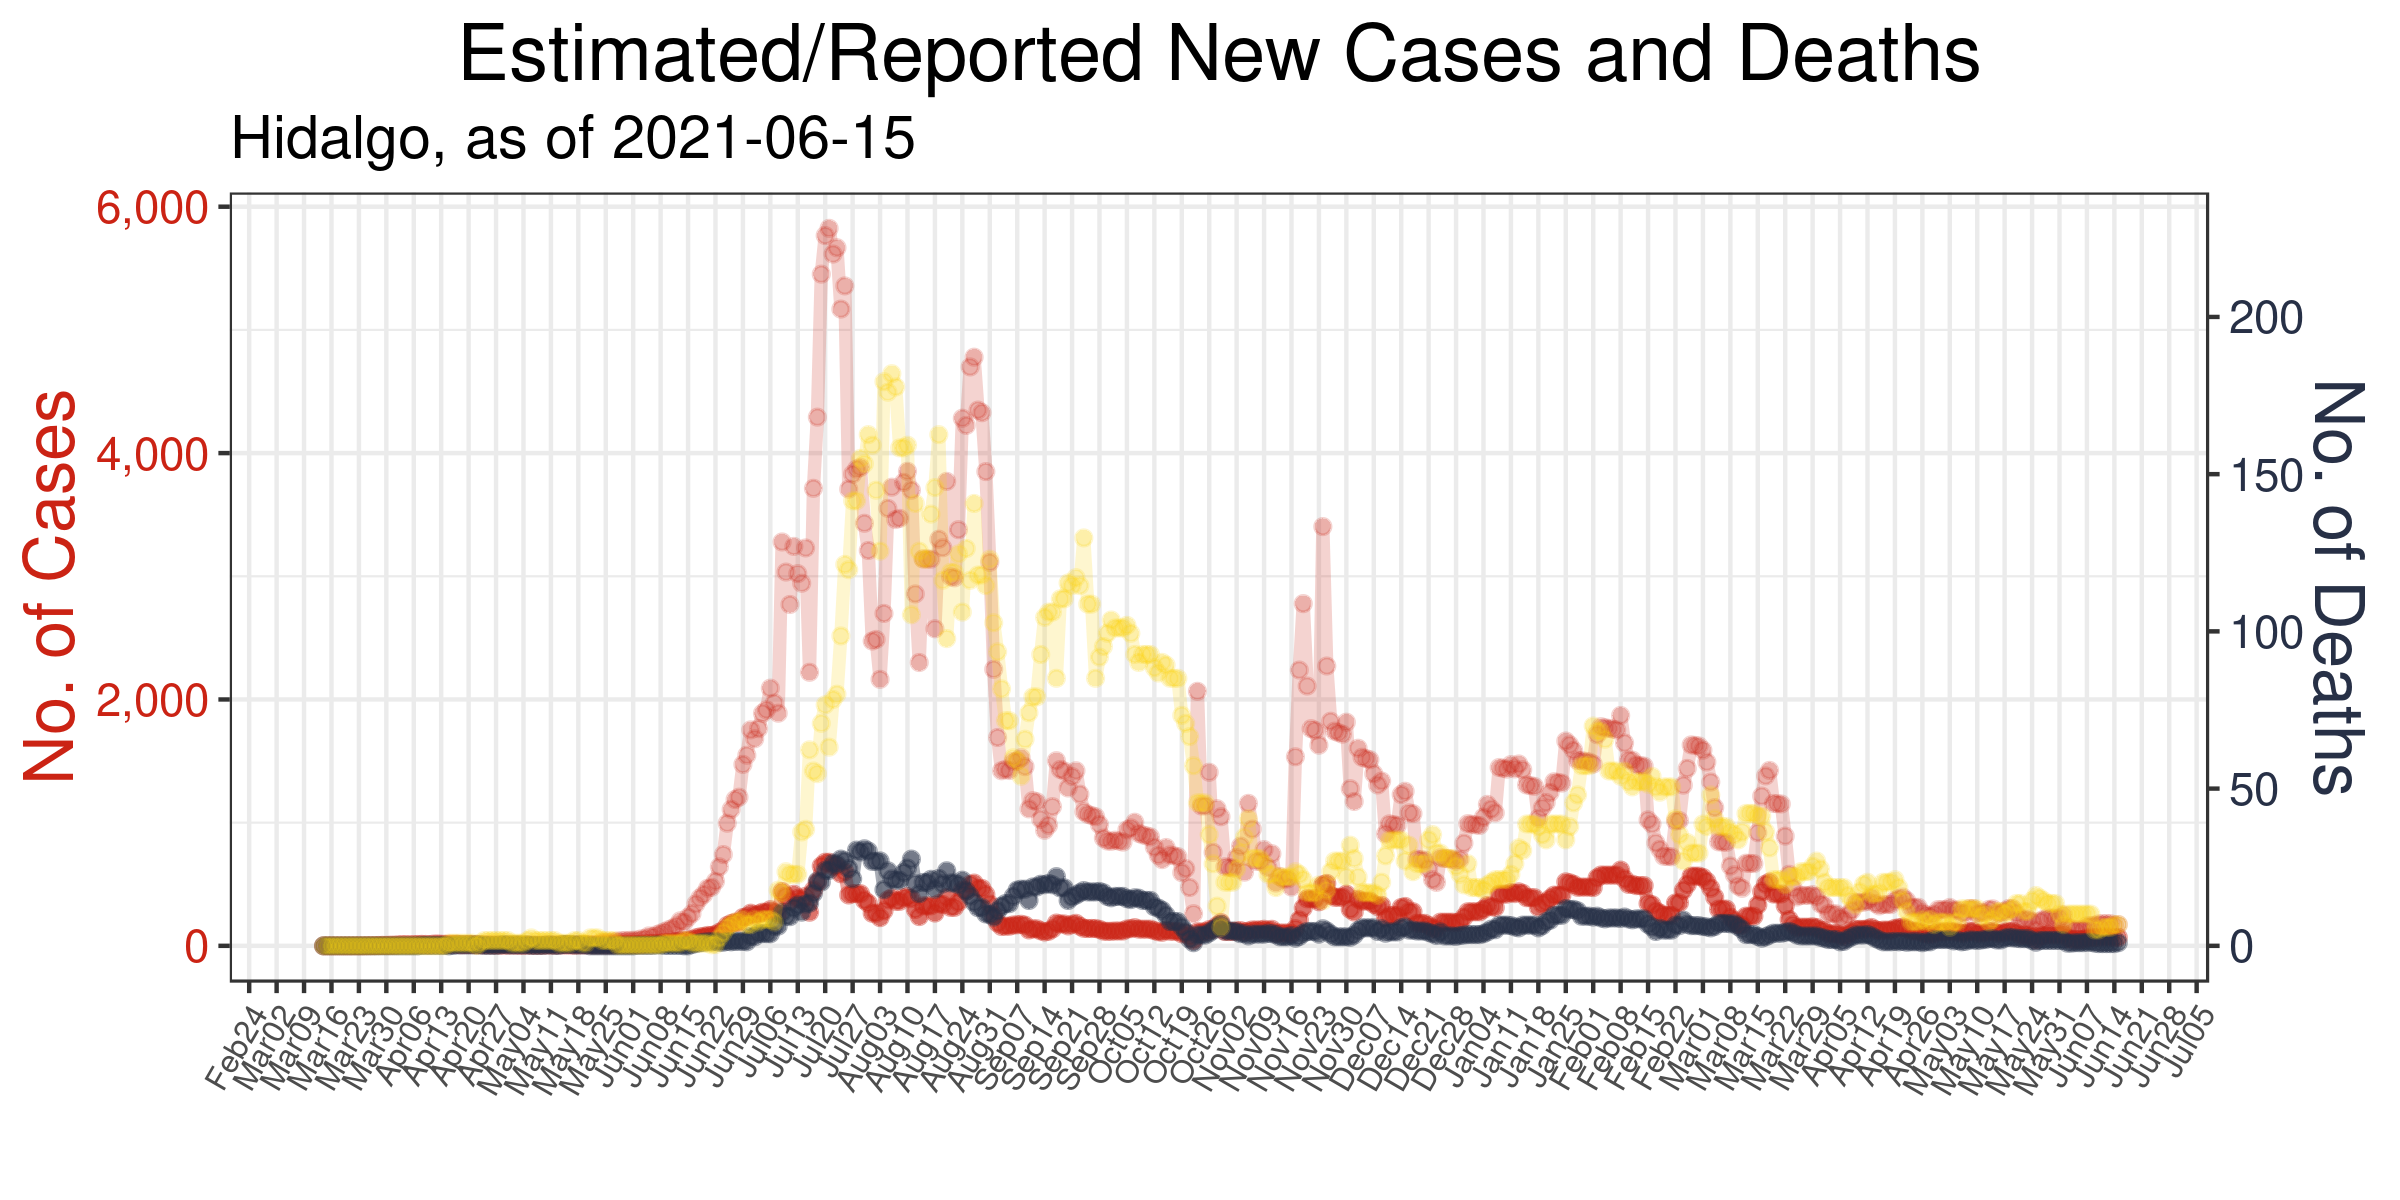 Estimated/Reported New Cases and Deaths
Hidalgo, as of 2021-06-15
No. of Cases
6,000
4,000
2,000
0
200
150
100
50
0
No. of Deaths
Feb24
Mar02
Mar09
Mar16
Mar23
Mar30
Apr06
Apr13
Apr20
Apr27
May04
May11
May18
May25
Jun01
Jun08
Jun15
Jun22
Jun29
Jul06
Jul13
Jul20
Jul27
Aug03
Aug10
Aug17
Aug24
Aug31
Sep07
Sep14
Sep21
Sep28
Oct05
Oct12
Oct19
Oct26
Nov02
Nov09
Nov16
Nov23
Nov30
Dec07
Dec14
Dec21
Dec28
Jan04
Jan11
Jan18
Jan25
Feb01
Feb08
Feb15
Feb22
Mar01
Mar08
Mar15
Mar22
Mar29
Apr05
Apr12
Apr19
Apr26
May03
May10
May17
May24
May31
Jun07
Jun14
Jun21
Jun28
Jul05